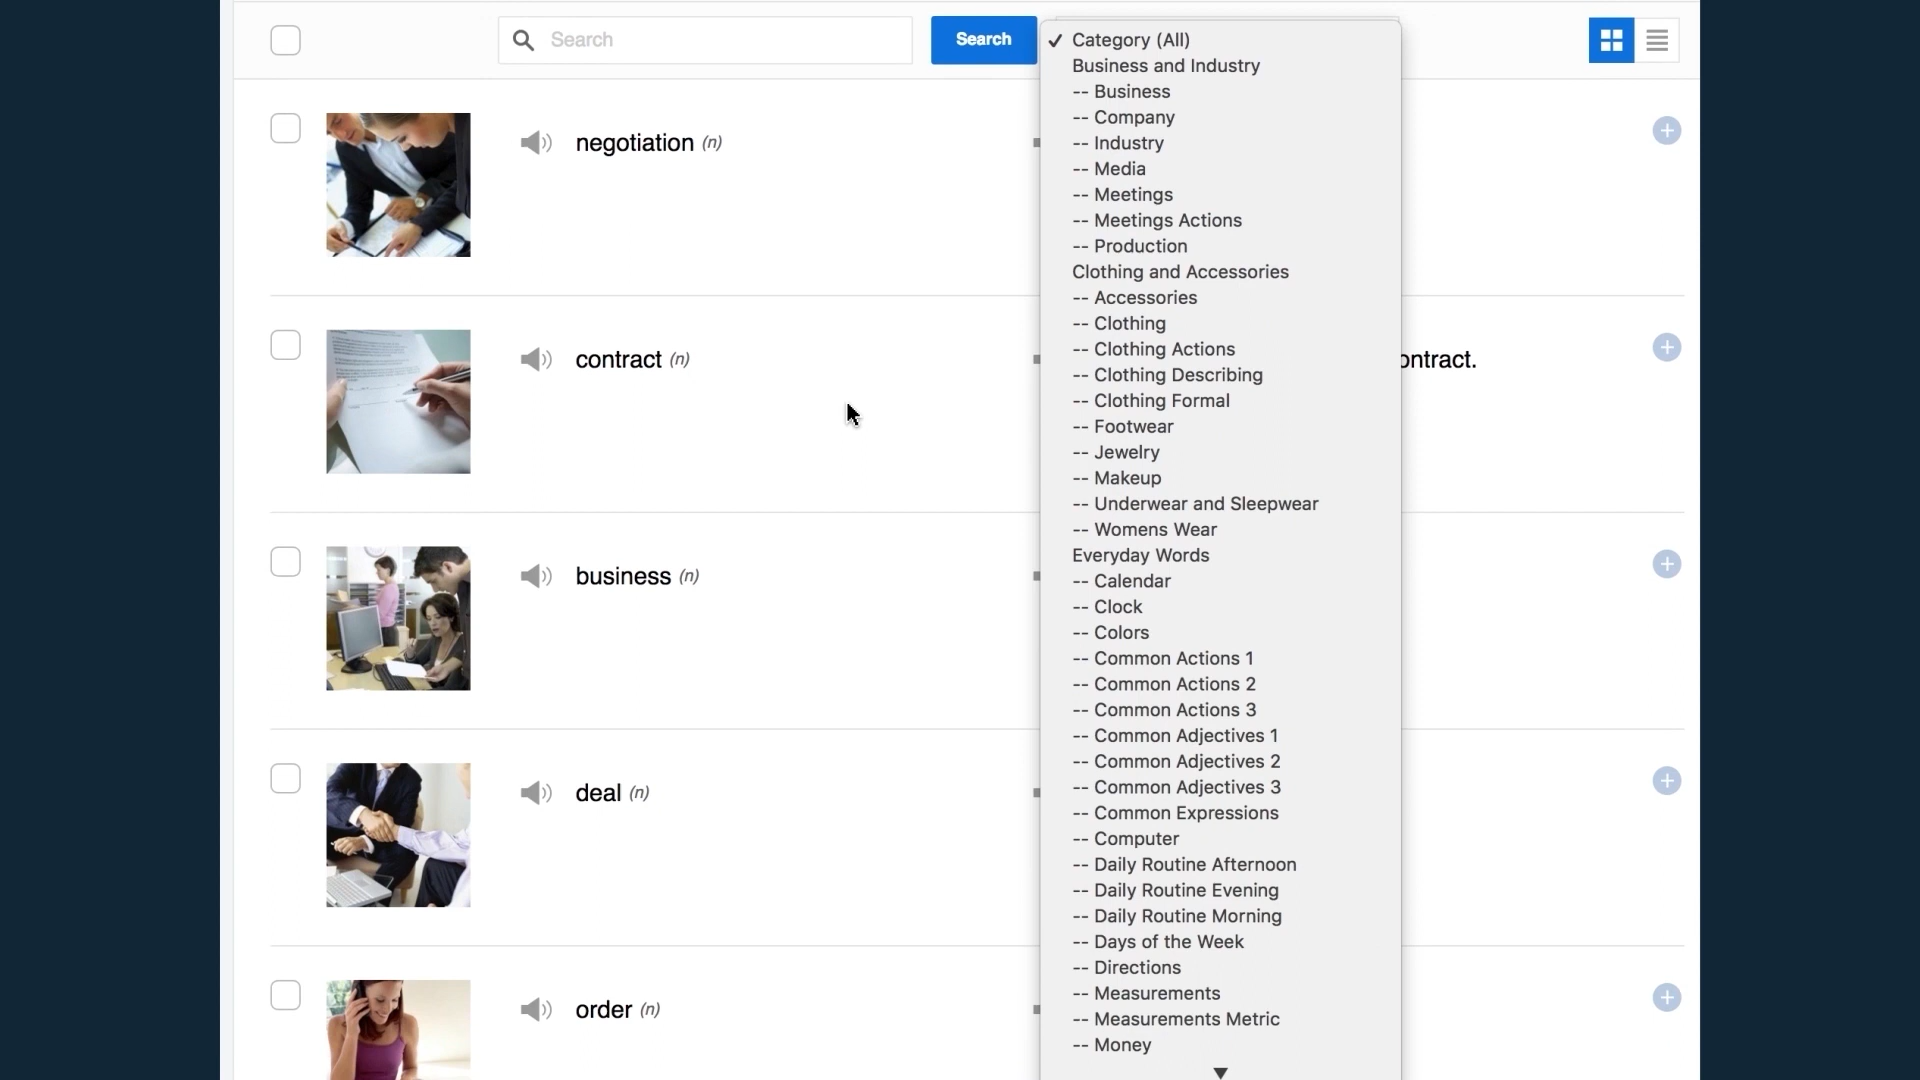 Search
Search
✓ Category (All)
Business and Industry
-- Business
-- Company
-- Industry
-- Media
-- Meetings
-- Meetings Actions
-- Production
Clothing and Accessories
-- Accessories
-- Clothing
-- Clothing Actions
-- Clothing Describing
-- Clothing Formal
-- Footwear
-- Jewelry
-- Makeup
-- Underwear and Sleepwear
-- Womens Wear
Everyday Words
-- Calendar
-- Clock
-- Colors
-- Common Actions 1
-- Common Actions 2
-- Common Actions 3
-- Common Adjectives 1
-- Common Adjectives 2
-- Common Adjectives 3
-- Common Expressions
-- Computer
-- Daily Routine Afternoon
-- Daily Routine Evening
-- Daily Routine Morning
-- Days of the Week
-- Directions
-- Measurements
-- Measurements Metric
-- Money
negotiation (n)
contract (n)
ontract.
business (n)
deal (n)
order (n)